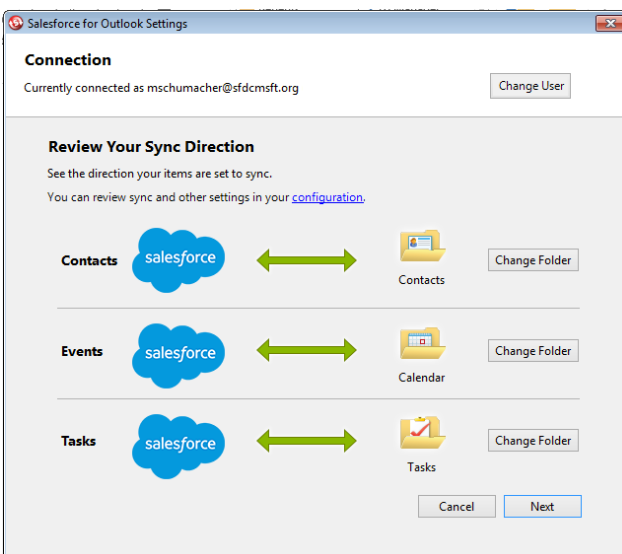 Salesforce for Outlook Settings
Connection
Currently connected as mschumacher@sfdcmsft.org
Change User
Review Your Sync Direction
See the direction your items are set to sync.
You can review sync and other settings in your configuration.
Contacts
salesforce
Contacts
Change Folder
Events
salesforce
Calendar
Change Folder
Tasks
salesforce
Tasks
Change Folder
Cancel
Next